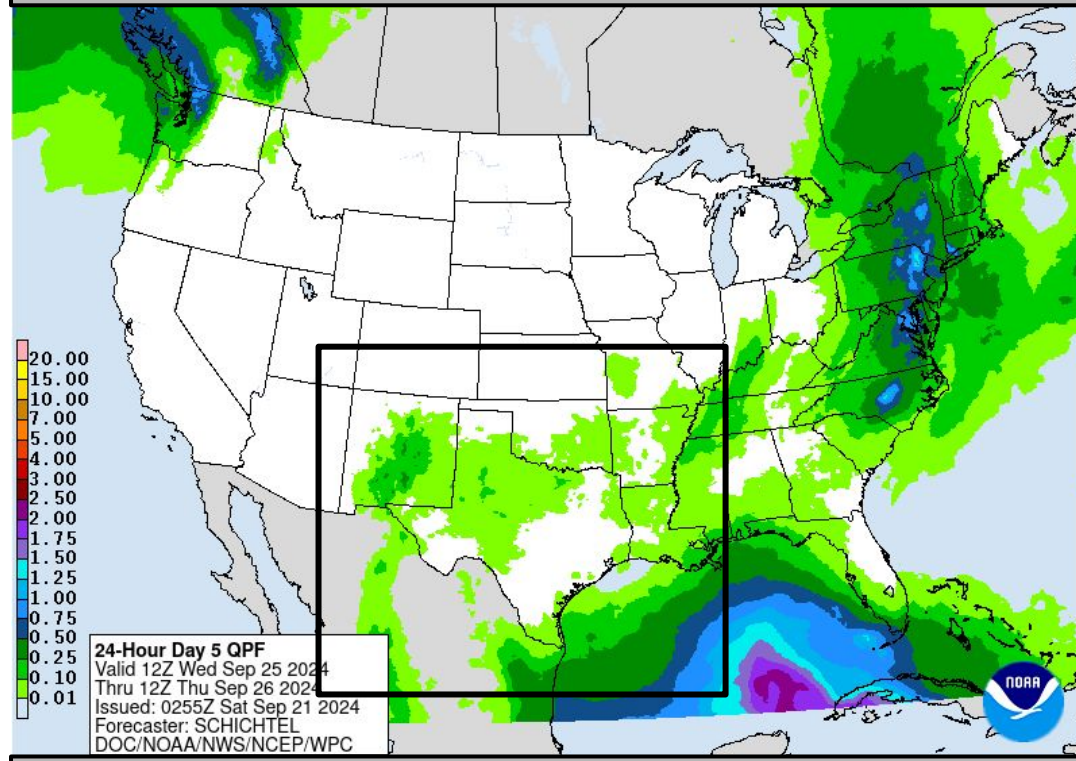 20.00
15.00
10.00
7.00
5.00
4.00
3.00
2.50
2.00
1.75
1.50
1.25
1.00
0.75
0.50
0.25
0.10
0.01
24-Hour Day 5 QPF
Valid 12Z Wed Sep 25 2024
Thru 12Z Thu Sep 26 2024
Issued: 0255Z Sat Sep 21 2024
Forecaster: SCHICHTEL
DOC/NOAA/NWS/NCEP/WPC
NOAA